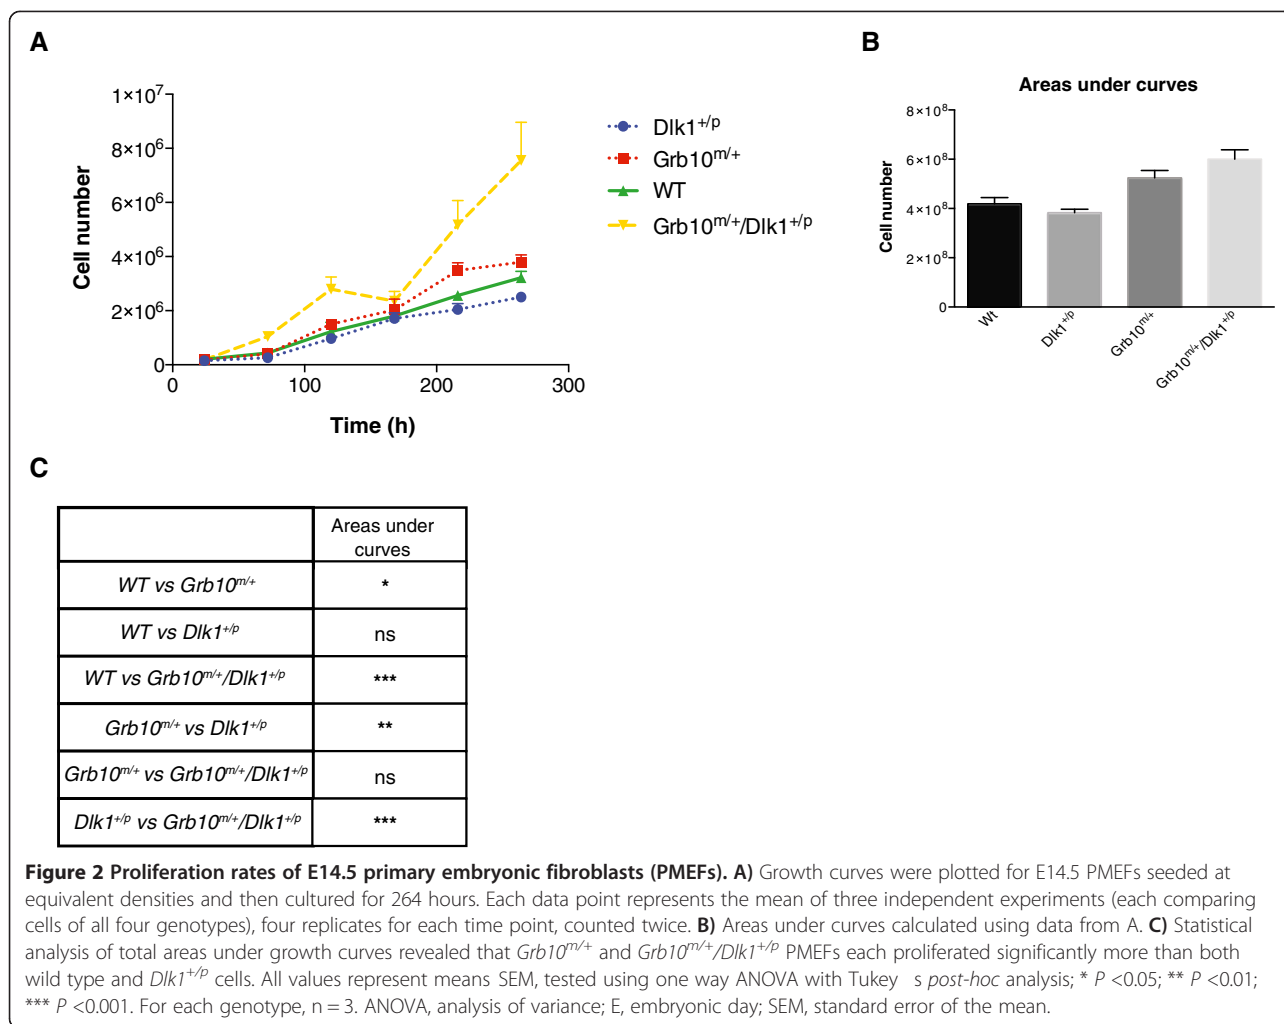 A
1×10⁷
8×10⁶
6×10⁶
4×10⁶
2×10⁶
0
Cell number
0 100 200 300
Time (h)
Dlk1⁺/ᵖ
Grb10ᵐ/⁺
WT
Grb10ᵐ/⁺/Dlk1⁺/ᵖ
B
Areas under curves
8×10⁸
6×10⁸
4×10⁸
2×10⁸
0
Cell number
Wt
Dlk1⁺/ᵖ
Grb10ᵐ/⁺
Grb10ᵐ/⁺/Dlk1⁺/ᵖ
C
Areas under
curves
WT vs Grb10ᵐ/⁺ *
WT vs Dlk1⁺/ᵖ ns
WT vs Grb10ᵐ/⁺/Dlk1⁺/ᵖ ***
Grb10ᵐ/⁺ vs Dlk1⁺/ᵖ **
Grb10ᵐ/⁺ vs Grb10ᵐ/⁺/Dlk1⁺/ᵖ ns
Dlk1⁺/ᵖ vs Grb10ᵐ/⁺/Dlk1⁺/ᵖ ***
Figure 2 Proliferation rates of E14.5 primary embryonic fibroblasts (PMEFs). A) Growth curves were plotted for E14.5 PMEFs seeded at
equivalent densities and then cultured for 264 hours. Each data point represents the mean of three independent experiments (each comparing
cells of all four genotypes), four replicates for each time point, counted twice. B) Areas under curves calculated using data from A. C) Statistical
analysis of total areas under growth curves revealed that Grb10ᵐ/⁺ and Grb10ᵐ/⁺/Dlk1⁺/ᵖ PMEFs each proliferated significantly more than both
wild type and Dlk1⁺/ᵖ cells. All values represent means SEM, tested using one way ANOVA with Tukey s post-hoc analysis; * P <0.05; ** P <0.01;
*** P <0.001. For each genotype, n = 3. ANOVA, analysis of variance; E, embryonic day; SEM, standard error of the mean.